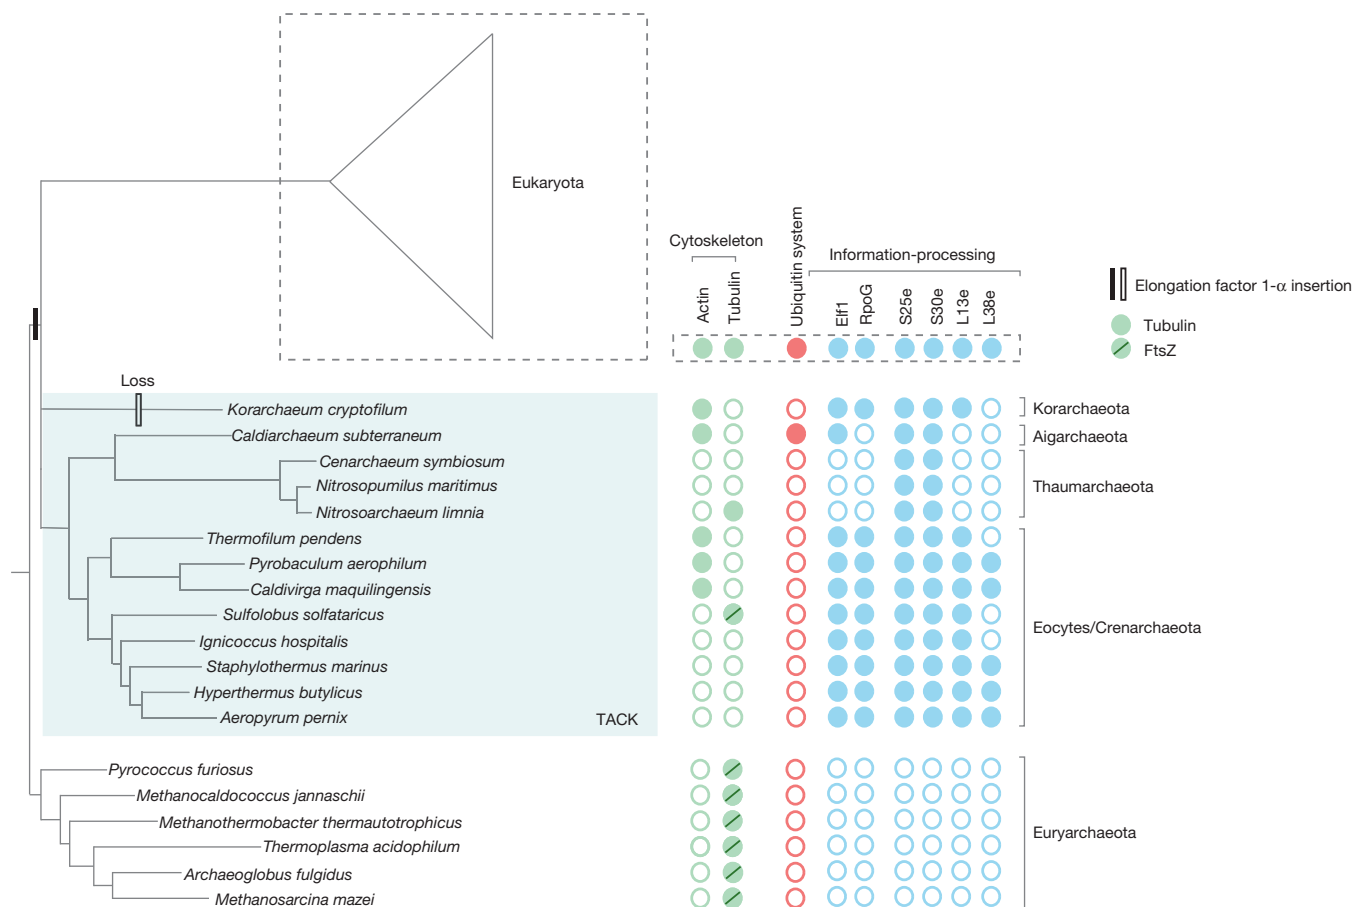 Eukaryota
Cytoskeleton
Actin
Tubulin
Ubiquitin system
Information-processing
Elf1
RpoG
S25e
S30e
L13e
L38e
Elongation factor 1-α insertion
Tubulin
FtsZ
Loss
Korarchaeum cryptofilum
Caldiarchaeum subterraneum
Cenarchaeum symbiosum
Nitrosopumilus maritimus
Nitrosoarchaeum limnia
Thermofilum pendens
Pyrobaculum aerophilum
Caldivirga maquilingensis
Sulfolobus solfataricus
Ignicoccus hospitalis
Staphylothermus marinus
Hyperthermus butylicus
Aeropyrum pernix
TACK
Korarchaeota
Aigarchaeota
Thaumarchaeota
Eocytes/Crenarchaeota
Pyrococcus furiosus
Methanocaldococcus jannaschii
Methanothermobacter thermautotrophicus
Thermoplasma acidophilum
Archaeoglobus fulgidus
Methanosarcina mazei
Euryarchaeota